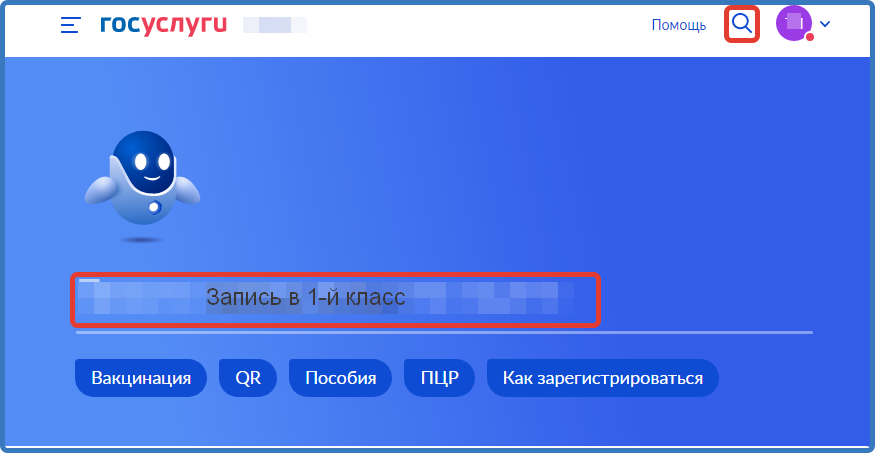 госуслуги
Помощь
Запись в 1-й класс
Вакцинация QR Пособия ПЦР Как зарегистрироваться